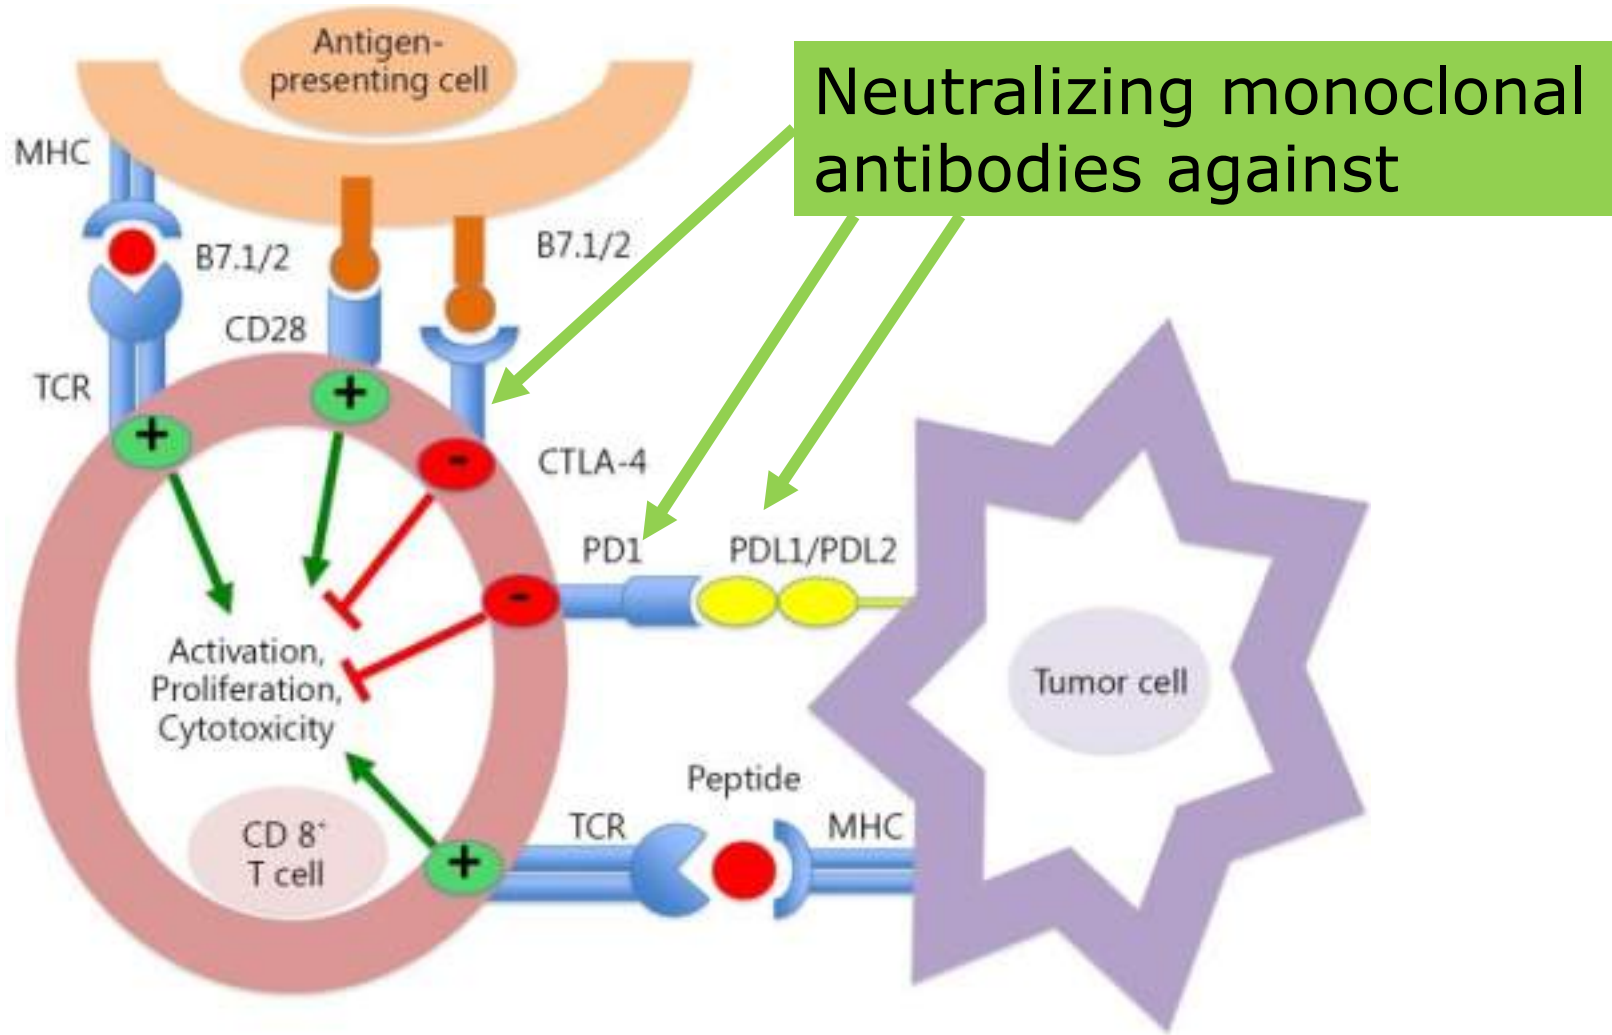 Antigen-
presenting cell
Neutralizing monoclonal
antibodies against
MHC
B7.1/2
B7.1/2
CD28
TCR
+
+
-
CTLA-4
PD1
PDL1/PDL2
-
Activation,
Proliferation,
Cytotoxicity
Tumor cell
Peptide
TCR
MHC
CD 8⁺
T cell
+